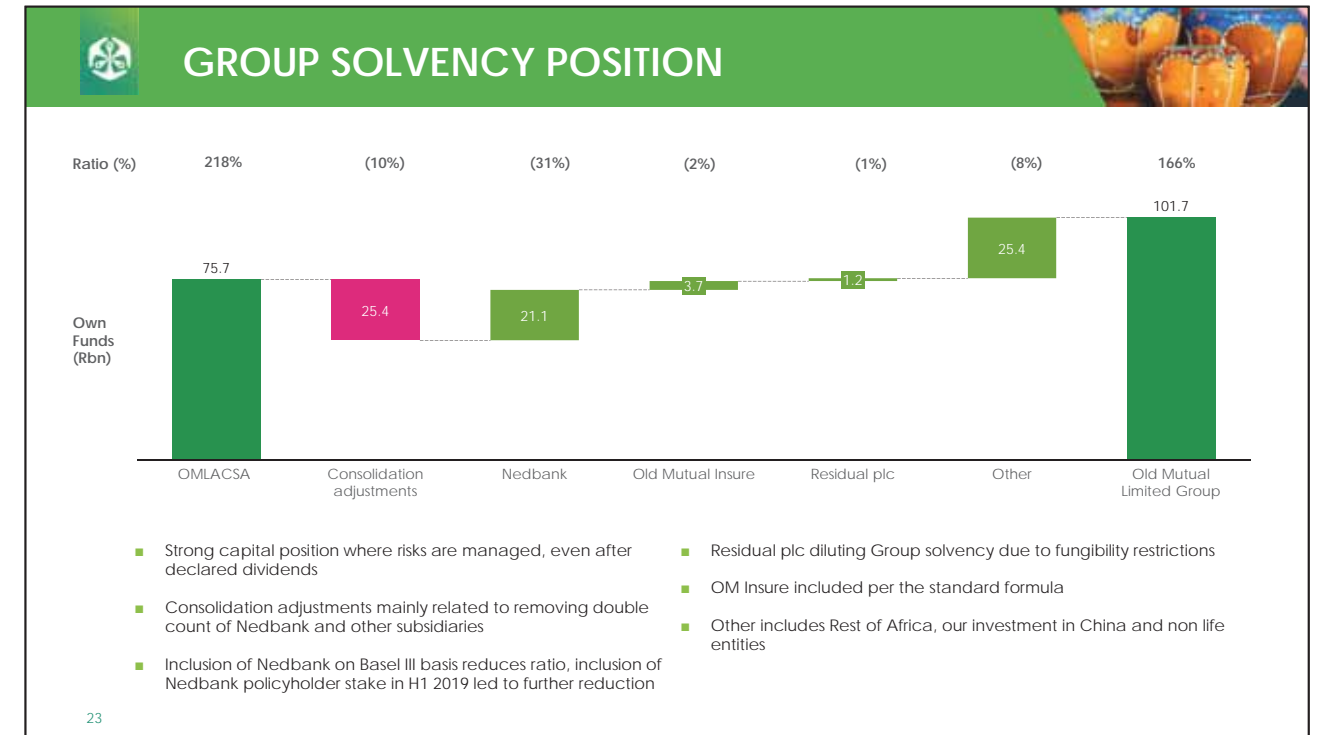 GROUP SOLVENCY POSITION
Ratio (%) 218% (10%) (31%) (2%) (1%) (8%) 166%
101.7
75.7
25.4
25.4
21.1
3.7
1.2
Own
Funds
(Rbn)
OMLACSA Consolidation Nedbank Old Mutual Insure Residual plc Other Old Mutual
adjustments Limited Group
■ Strong capital position where risks are managed, even after
declared dividends
■ Consolidation adjustments mainly related to removing double
count of Nedbank and other subsidiaries
■ Inclusion of Nedbank on Basel III basis reduces ratio, inclusion of
Nedbank policyholder stake in H1 2019 led to further reduction
■ Residual plc diluting Group solvency due to fungibility restrictions
■ OM Insure included per the standard formula
■ Other includes Rest of Africa, our investment in China and non life
entities
23